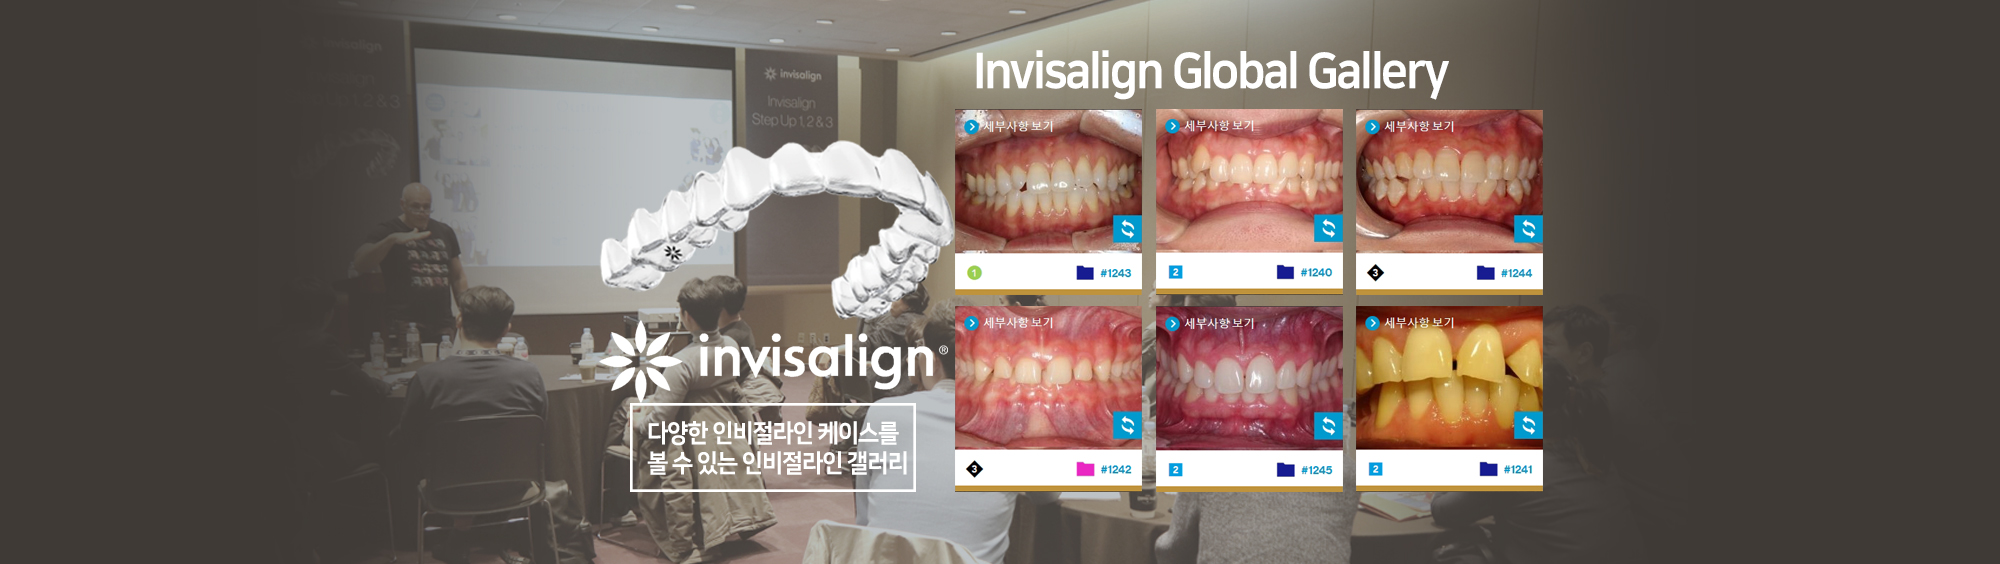 invisalign
Invisalign
Step Up 1, 2 & 3
invisalign®
다양한 인비절라인 케이스를
볼 수 있는 인비절라인 갤러리
Invisalign Global Gallery
세부사항 보기
1 #1243
세부사항 보기
2 #1240
세부사항 보기
3 #1244
세부사항 보기
3 #1242
세부사항 보기
2 #1245
세부사항 보기
2 #1241